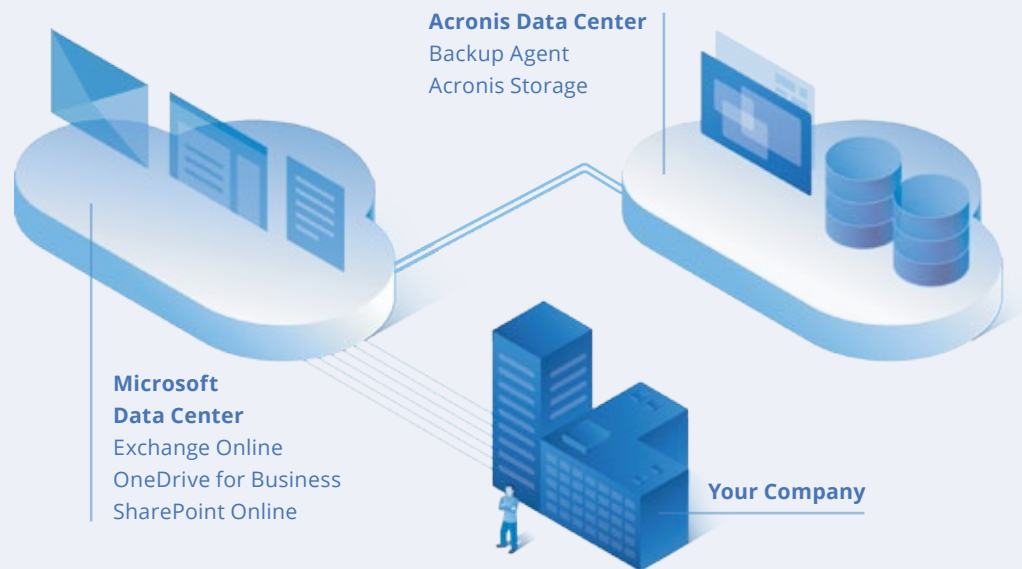 Acronis Data Center
Backup Agent
Acronis Storage
Microsoft
Data Center
Exchange Online
OneDrive for Business
SharePoint Online
Your Company